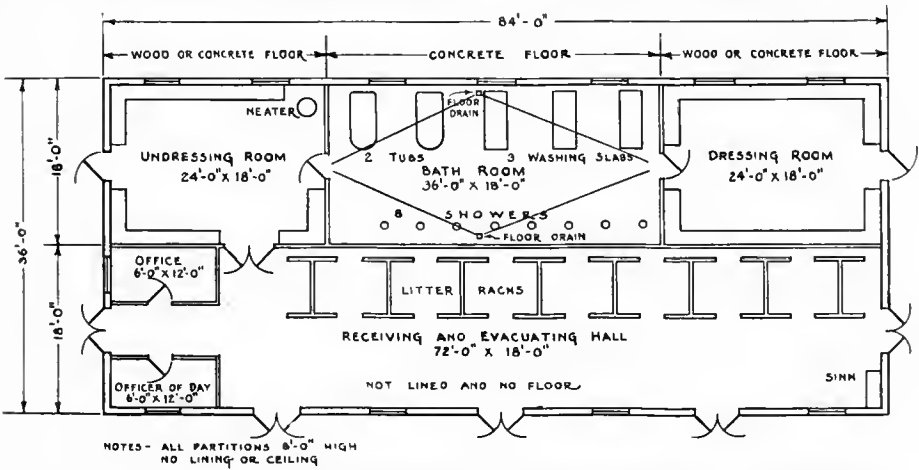 84'-0"
WOOD OR CONCRETE FLOOR
CONCRETE FLOOR
WOOD OR CONCRETE FLOOR
36'-0"
18'-0"
18'-0"
HEATER
FLOOR
DRAIN
UNDRESSING ROOM
24'-0" X 18'-0"
2 TUBS
3 WASHING SLABS
BATH ROOM
36'-0" X 18'-0"
DRESSING ROOM
24'-0" X 18'-0"
8 SHOWERS
FLOOR DRAIN
OFFICE
6'-0" X 12'-0"
LITTER RACKS
RECEIVING AND EVACUATING HALL
72'-0" X 18'-0"
OFFICER OF DAY
6'-0" X 12'-0"
NOT LINED AND NO FLOOR
SINK
NOTES - ALL PARTITIONS 8'-0" HIGH
NO LINING OR CEILING